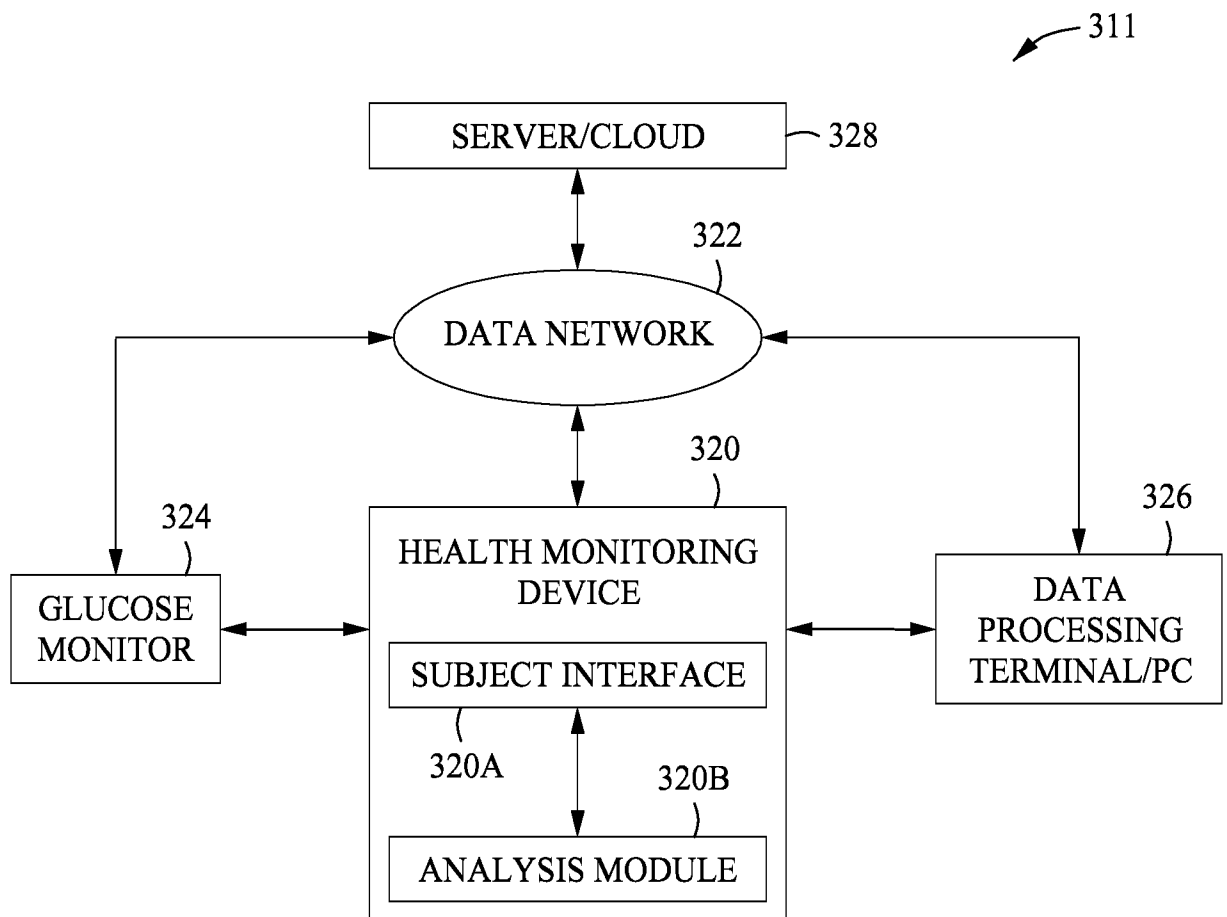 311
SERVER/CLOUD
328
322
DATA NETWORK
320
324
326
HEALTH MONITORING
DEVICE
GLUCOSE
MONITOR
DATA
PROCESSING
TERMINAL/PC
SUBJECT INTERFACE
320A
320B
ANALYSIS MODULE